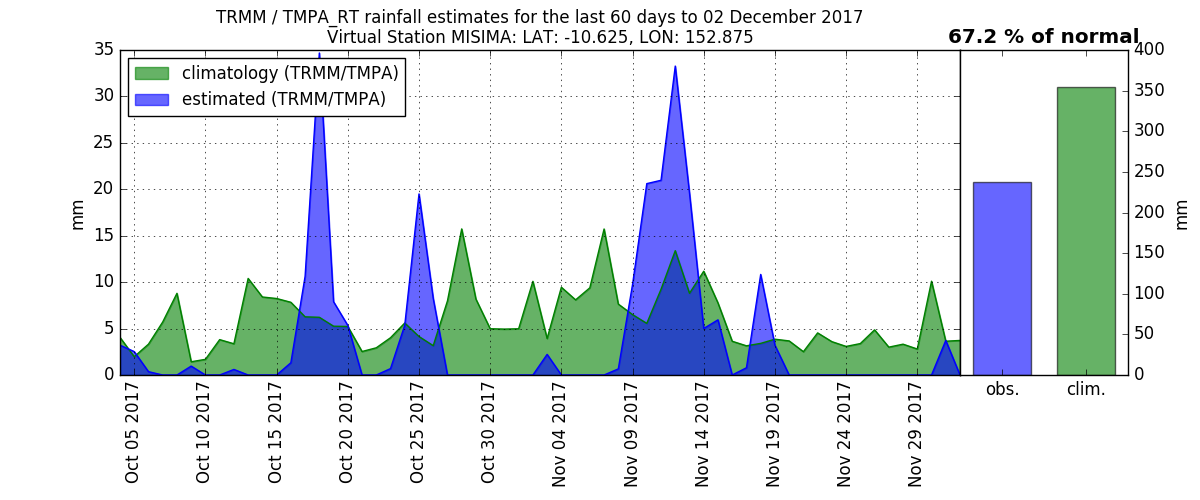 TRMM / TMPA_RT rainfall estimates for the last 60 days to 02 December 2017
Virtual Station MISIMA: LAT: -10.625, LON: 152.875
67.2 % of normal
climatology (TRMM/TMPA)
estimated (TRMM/TMPA)
35
30
25
20
15
10
5
0
mm
Oct 05 2017
Oct 10 2017
Oct 15 2017
Oct 20 2017
Oct 25 2017
Oct 30 2017
Nov 04 2017
Nov 09 2017
Nov 14 2017
Nov 19 2017
Nov 24 2017
Nov 29 2017
obs.
clim.
400
350
300
250
200
150
100
50
0
mm